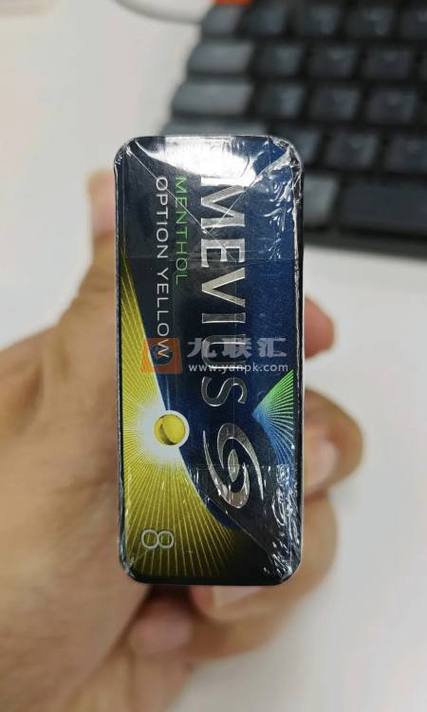 MEVIUS
MENTHOL
OPTION YELLOW
8
九联汇
www.yanpk.com